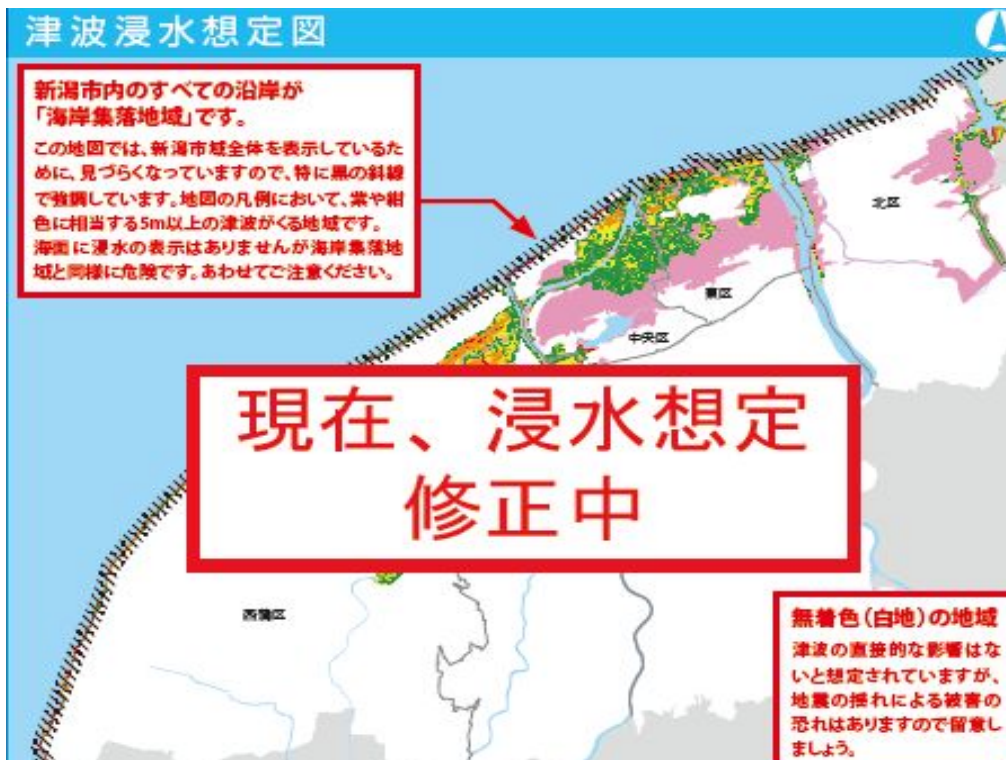 津波浸水想定図
新潟市内のすべての沿岸が
「海岸集落地域」です。
この地図では、新潟市域全体を表示しているた
めに、見づらくなっていますので、特に黒の斜線
で強調しています。地図の凡例において、紫や紺
色に相当する5m以上の津波がくる地域です。
海面に浸水の表示はありませんが海岸集落地
域と同様に危険です。あわせてご注意ください。
北区
東区
中央区
現在、浸水想定
修正中
西蒲区
無着色(白地)の地域
津波の直接的な影響はな
いと想定されていますが、
地震の揺れによる被害の
恐れはありますので留意し
ましょう。